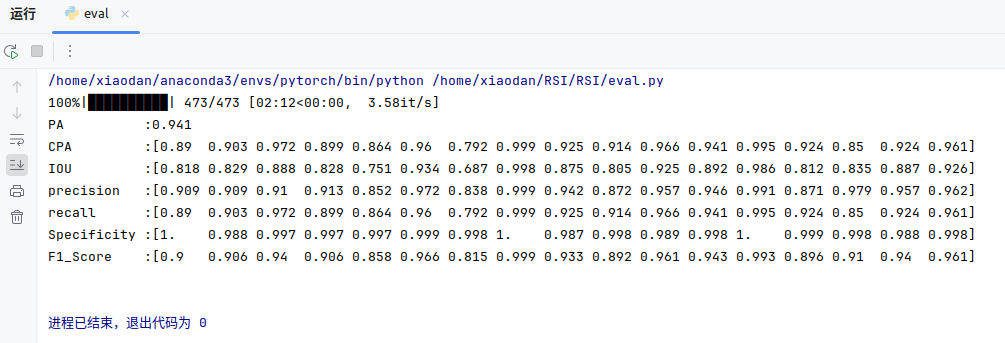 运行 eval ×
/home/xiaodan/anaconda3/envs/pytorch/bin/python /home/xiaodan/RSI/RSI/eval.py
100%|██████████| 473/473 [02:12<00:00,  3.58it/s]
PA          :0.941
CPA         :[0.89  0.903 0.972 0.899 0.864 0.96  0.792 0.999 0.925 0.914 0.966 0.941 0.995 0.924 0.85  0.924 0.961]
IOU         :[0.818 0.829 0.888 0.828 0.751 0.934 0.687 0.998 0.875 0.805 0.925 0.892 0.986 0.812 0.835 0.887 0.926]
precision   :[0.909 0.909 0.91  0.913 0.852 0.972 0.838 0.999 0.942 0.872 0.957 0.946 0.991 0.871 0.979 0.957 0.962]
recall      :[0.89  0.903 0.972 0.899 0.864 0.96  0.792 0.999 0.925 0.914 0.966 0.941 0.995 0.924 0.85  0.924 0.961]
Specificity :[1.    0.988 0.997 0.997 0.997 0.999 0.998 1.    0.987 0.998 0.989 0.998 1.    0.999 0.998 0.988 0.998]
F1_Score    :[0.9   0.906 0.94  0.906 0.858 0.966 0.815 0.999 0.933 0.892 0.961 0.943 0.993 0.896 0.91  0.94  0.961]
进程已结束，退出代码为 0